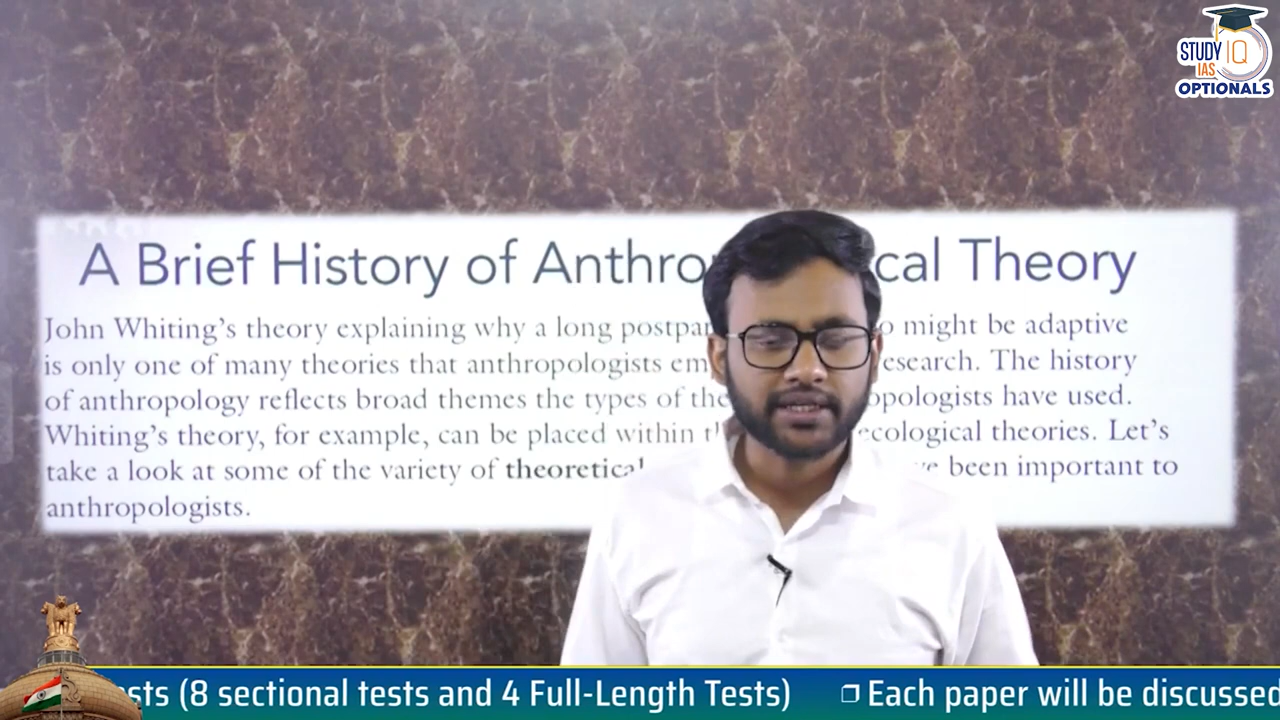 STUDY IQ
IAS
OPTIONALS
A Brief History of Anthro cal Theory
John Whiting's theory explaining why a long postpar o might be adaptive
is only one of many theories that anthropologists em esearch. The history
of anthropology reflects broad themes the types of the opologists have used.
Whiting's theory, for example, can be placed within th ecological theories. Let's
take a look at some of the variety of theoretical ve been important to
anthropologists.
sts (8 sectional tests and 4 Full-Length Tests) ❒ Each paper will be discussed